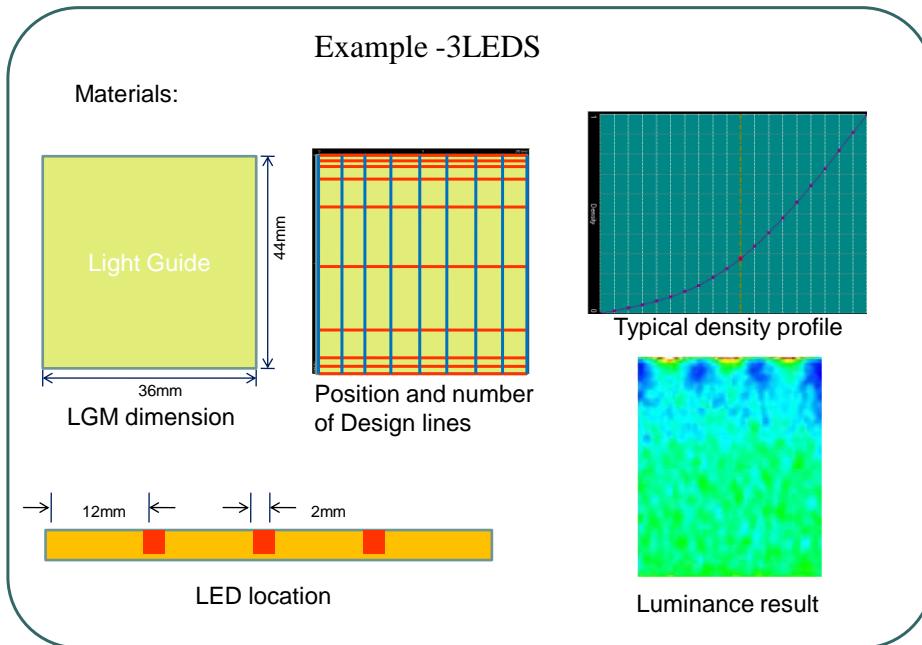 Example -3LEDS
Materials:
Light Guide
44mm
36mm
LGM dimension
Position and number
of Design lines
1
Density
0
Typical density profile
12mm
2mm
LED location
Luminance result